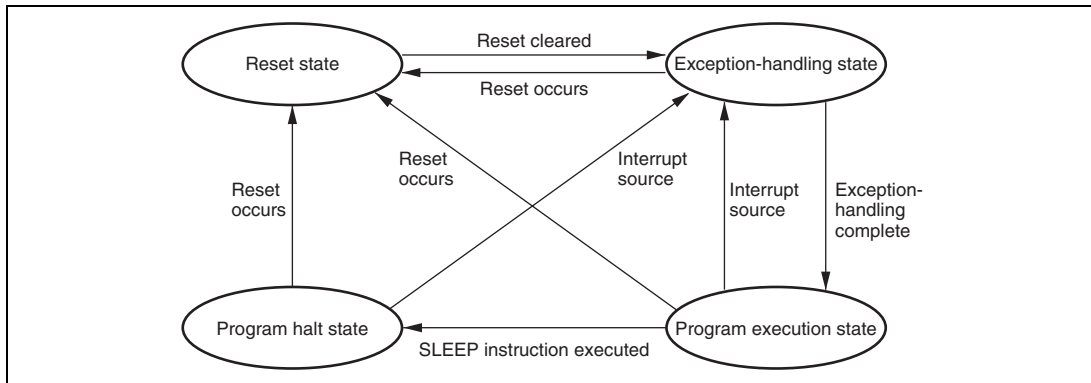 Reset cleared
Reset state
Exception-handling state
Reset occurs
Reset
occurs
Interrupt
source
Reset
occurs
Interrupt
source
Exception-
handling
complete
Program halt state
Program execution state
SLEEP instruction executed